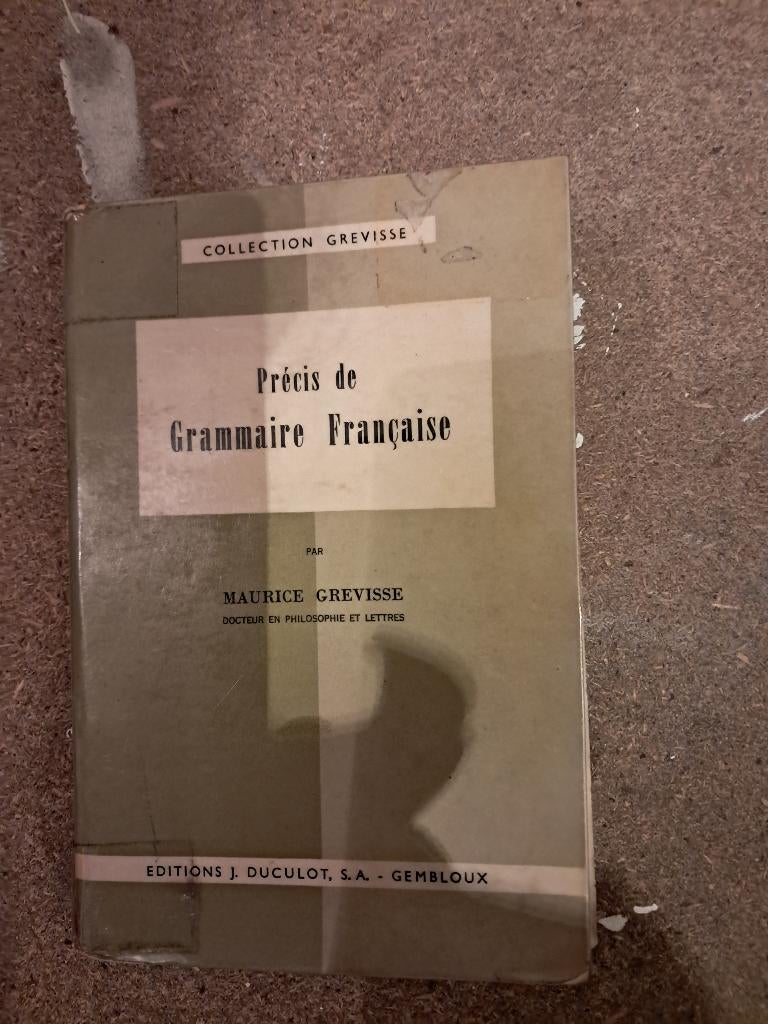 COLLECTION GREVISSE
Précis de
Grammaire Française
PAR
MAURICE GREVISSE
DOCTEUR EN PHILOSOPHIE ET LETTRES
EDITIONS J. DUCULOT, S.A. - GEMBLOUX